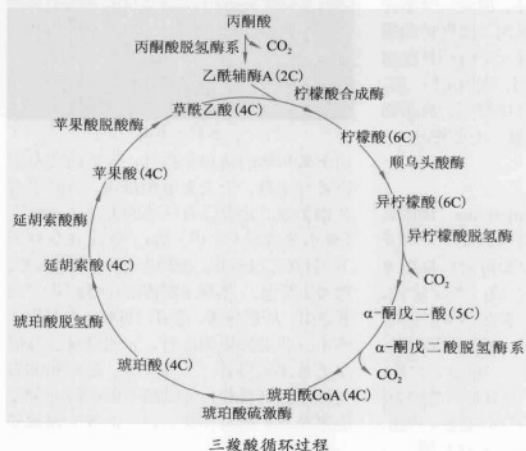 丙酮酸
丙酮酸脱氢酶系
CO₂
乙酰辅酶A(2C)
柠檬酸合成酶
草酰乙酸(4C)
苹果酸脱酸酶
柠檬酸(6C)
顺乌头酸酶
苹果酸(4C)
异柠檬酸(6C)
延胡索酸酶
异柠檬酸脱氢酶
延胡索酸(4C)
CO₂
α-酮戊二酸(5C)
琥珀酸脱氢酶
α-酮戊二酸脱氢酶系
琥珀酸(4C)
CO₂
琥珀酰CoA(4C)
琥珀酸硫激酶
三羧酸循环过程